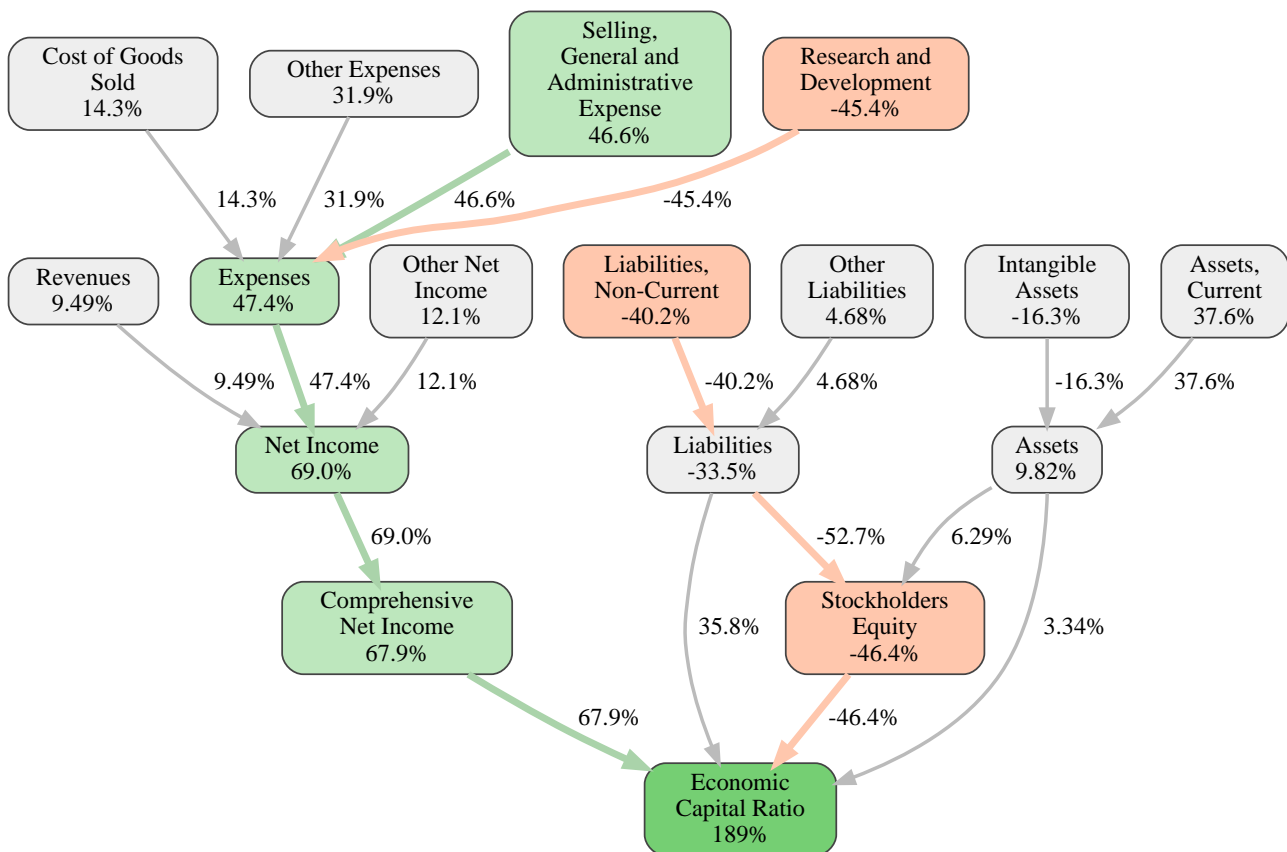 Cost of Goods
Sold
14.3%
Other Expenses
31.9%
Selling,
General and
Administrative
Expense
46.6%
Research and
Development
-45.4%
14.3%
31.9%
46.6%
-45.4%
Revenues
9.49%
Expenses
47.4%
Other Net
Income
12.1%
Liabilities,
Non-Current
-40.2%
Other
Liabilities
4.68%
Intangible
Assets
-16.3%
Assets,
Current
37.6%
9.49%
47.4%
12.1%
-40.2%
4.68%
-16.3%
37.6%
Net Income
69.0%
Liabilities
-33.5%
Assets
9.82%
69.0%
-52.7%
6.29%
Comprehensive
Net Income
67.9%
35.8%
Stockholders
Equity
-46.4%
3.34%
67.9%
-46.4%
Economic
Capital Ratio
189%